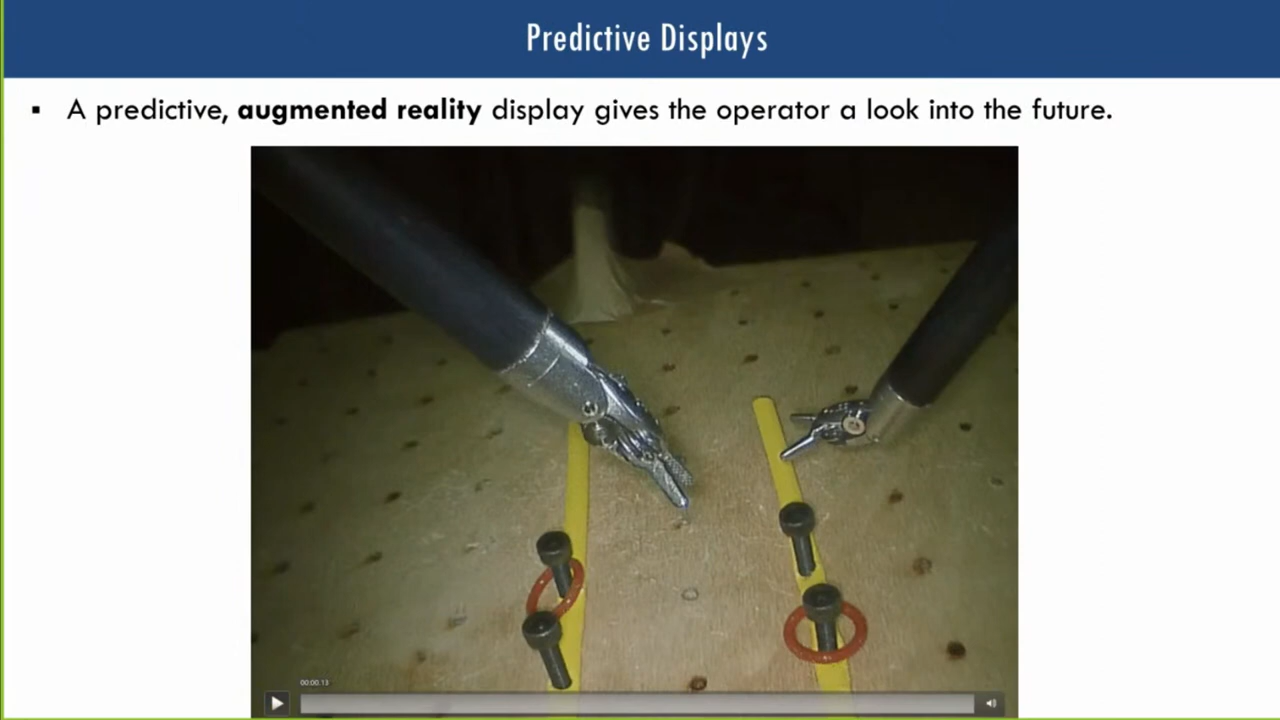 Predictive Displays
▪ A predictive, augmented reality display gives the operator a look into the future.
00:00.13